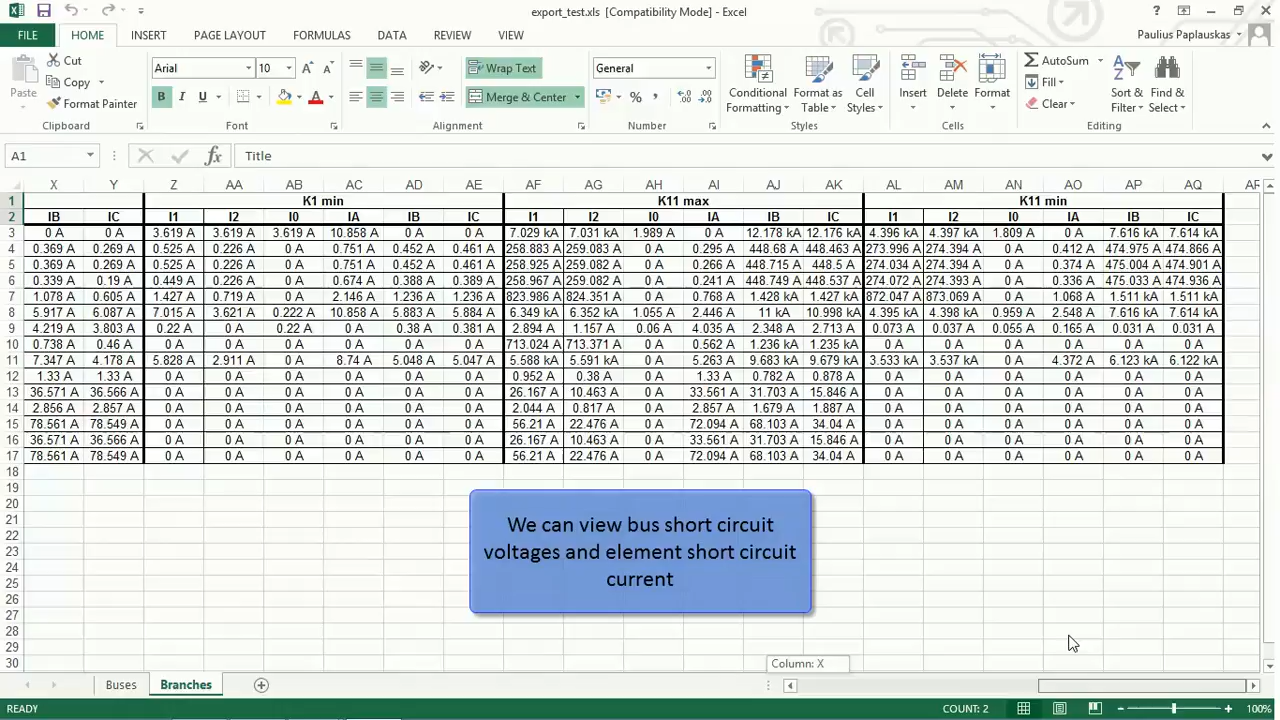 export_test.xls [Compatibility Mode] - Excel
?
FILE HOME INSERT PAGE LAYOUT FORMULAS DATA REVIEW VIEW Paulius Paplauskas
Paste Cut Copy Format Painter Clipboard
Arial 10 A A B I U A Font
Wrap Text Merge & Center Alignment
General % , Number
Conditional Formatting Format as Table Cell Styles Styles
Insert Delete Format Cells
AutoSum Fill Clear Sort & Filter Find & Select Editing
A1 fx Title
X Y Z AA AB AC AD AE AF AG AH AI AJ AK AL AM AN AO AP AQ AR
1 K1 min K11 max K11 min
2 IB IC I1 I2 I0 IA IB IC I1 I2 I0 IA IB IC I1 I2 I0 IA IB IC
3 0 A 0 A 3.619 A 3.619 A 3.619 A 10.858 A 0 A 0 A 7.029 kA 7.031 kA 1.989 A 0 A 12.178 kA 12.176 kA 4.396 kA 4.397 kA 1.809 A 0 A 7.616 kA 7.614 kA
4 0.369 A 0.269 A 0.525 A 0.226 A 0 A 0.751 A 0.452 A 0.461 A 258.883 A 259.083 A 0 A 0.295 A 448.68 A 448.463 A 273.996 A 274.394 A 0 A 0.412 A 474.975 A 474.866 A
5 0.369 A 0.269 A 0.525 A 0.226 A 0 A 0.751 A 0.452 A 0.461 A 258.925 A 259.082 A 0 A 0.266 A 448.715 A 448.5 A 274.034 A 274.394 A 0 A 0.374 A 475.004 A 474.901 A
6 0.339 A 0.19 A 0.449 A 0.226 A 0 A 0.674 A 0.388 A 0.389 A 258.967 A 259.082 A 0 A 0.241 A 448.749 A 448.537 A 274.072 A 274.393 A 0 A 0.336 A 475.033 A 474.936 A
7 1.078 A 0.605 A 1.427 A 0.719 A 0 A 2.146 A 1.236 A 1.236 A 823.986 A 824.351 A 0 A 0.768 A 1.428 kA 1.427 kA 872.047 A 873.069 A 0 A 1.068 A 1.511 kA 1.511 kA
8 5.917 A 6.087 A 7.015 A 3.621 A 0.222 A 10.858 A 5.883 A 5.884 A 6.349 kA 6.352 kA 1.055 A 2.446 A 11 kA 10.998 kA 4.395 kA 4.398 kA 0.959 A 2.548 A 7.616 kA 7.614 kA
9 4.219 A 3.803 A 0.22 A 0 A 0.22 A 0 A 0.38 A 0.381 A 2.894 A 1.157 A 0.06 A 4.035 A 2.348 A 2.713 A 0.073 A 0.037 A 0.055 A 0.165 A 0.031 A 0.031 A
10 0.738 A 0.46 A 0 A 0 A 0 A 0 A 0 A 0 A 713.024 A 713.371 A 0 A 0.562 A 1.236 kA 1.235 kA 0 A 0 A 0 A 0 A 0 A 0 A
11 7.347 A 4.178 A 5.828 A 2.911 A 0 A 8.74 A 5.048 A 5.047 A 5.588 kA 5.591 kA 0 A 5.263 A 9.683 kA 9.679 kA 3.533 kA 3.537 kA 0 A 4.372 A 6.123 kA 6.122 kA
12 1.33 A 1.33 A 0 A 0 A 0 A 0 A 0 A 0 A 0.952 A 0.38 A 0 A 1.33 A 0.782 A 0.878 A 0 A 0 A 0 A 0 A 0 A 0 A
13 36.571 A 36.566 A 0 A 0 A 0 A 0 A 0 A 0 A 26.167 A 10.463 A 0 A 33.561 A 31.703 A 15.846 A 0 A 0 A 0 A 0 A 0 A 0 A
14 2.856 A 2.857 A 0 A 0 A 0 A 0 A 0 A 0 A 2.044 A 0.817 A 0 A 2.857 A 1.679 A 1.887 A 0 A 0 A 0 A 0 A 0 A 0 A
15 78.561 A 78.549 A 0 A 0 A 0 A 0 A 0 A 0 A 56.21 A 22.476 A 0 A 72.094 A 68.103 A 34.04 A 0 A 0 A 0 A 0 A 0 A 0 A
16 36.571 A 36.566 A 0 A 0 A 0 A 0 A 0 A 0 A 26.167 A 10.463 A 0 A 33.561 A 31.703 A 15.846 A 0 A 0 A 0 A 0 A 0 A 0 A
17 78.561 A 78.549 A 0 A 0 A 0 A 0 A 0 A 0 A 56.21 A 22.476 A 0 A 72.094 A 68.103 A 34.04 A 0 A 0 A 0 A 0 A 0 A 0 A
18
19
20
21
22
23
24
25
26
27
28
29
30
We can view bus short circuit
voltages and element short circuit
current
Column: X
Buses Branches
READY COUNT: 2 100%